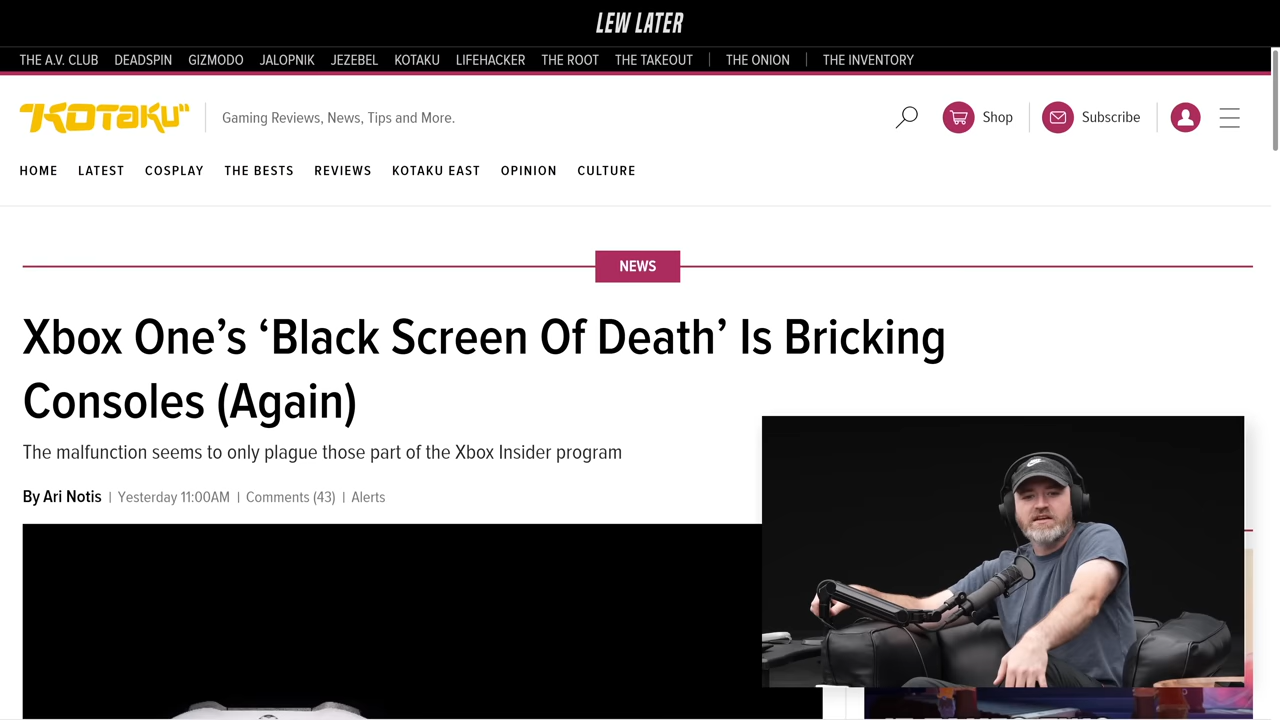 LEW LATER
THE A.V. CLUB DEADSPIN GIZMODO JALOPNIK JEZEBEL KOTAKU LIFEHACKER THE ROOT THE TAKEOUT THE ONION THE INVENTORY
KOTAKU Gaming Reviews, News, Tips and More. Shop Subscribe
HOME LATEST COSPLAY THE BESTS REVIEWS KOTAKU EAST OPINION CULTURE
NEWS
Xbox One’s ‘Black Screen Of Death’ Is Bricking
Consoles (Again)
The malfunction seems to only plague those part of the Xbox Insider program
By Ari Notis | Yesterday 11:00AM | Comments (43) | Alerts